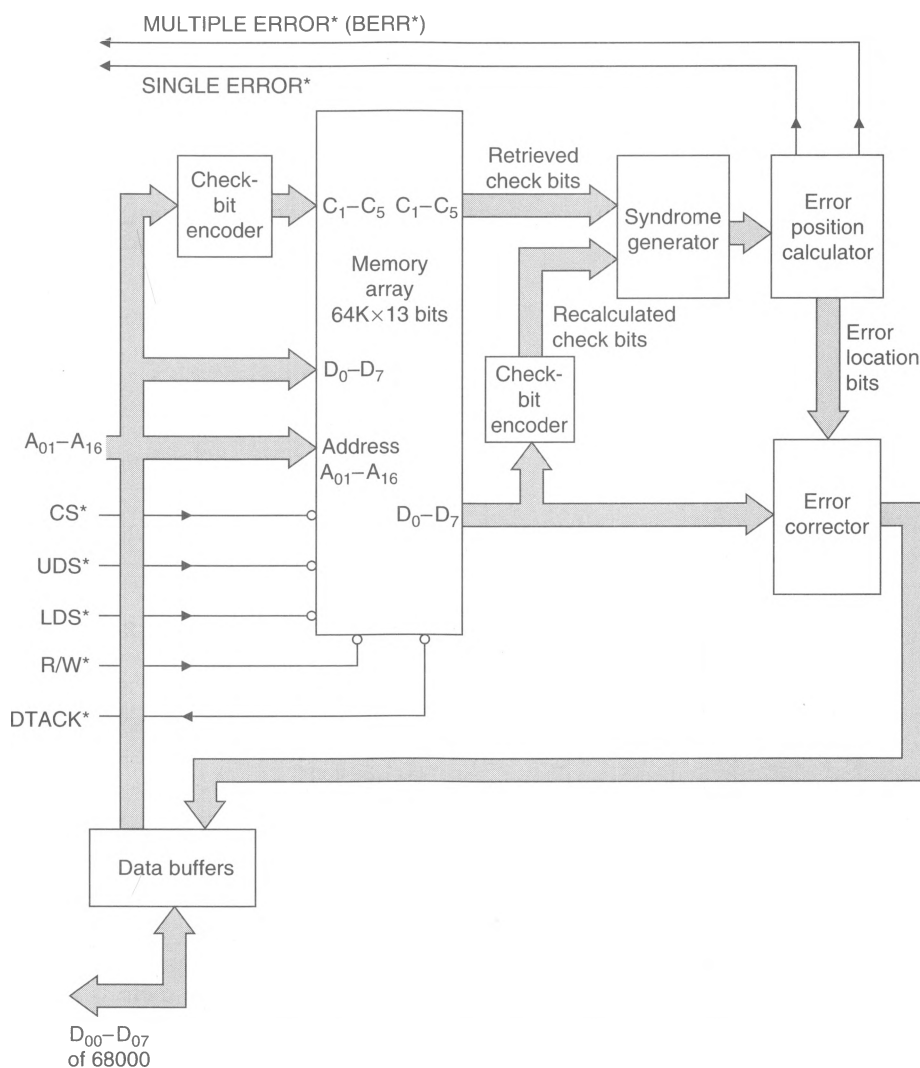 MULTIPLE ERROR* (BERR*)
SINGLE ERROR*
Check-
bit
encoder
C₁–C₅ C₁–C₅
Memory
array
64K×13 bits
D₀–D₇
Address
A₀₁–A₁₆
D₀–D₇
Retrieved
check bits
Syndrome
generator
Error
position
calculator
Recalculated
check bits
Check-
bit
encoder
Error
location
bits
Error
corrector
A₀₁–A₁₆
CS*
UDS*
LDS*
R/W*
DTACK*
Data buffers
D₀₀–D₀₇
of 68000